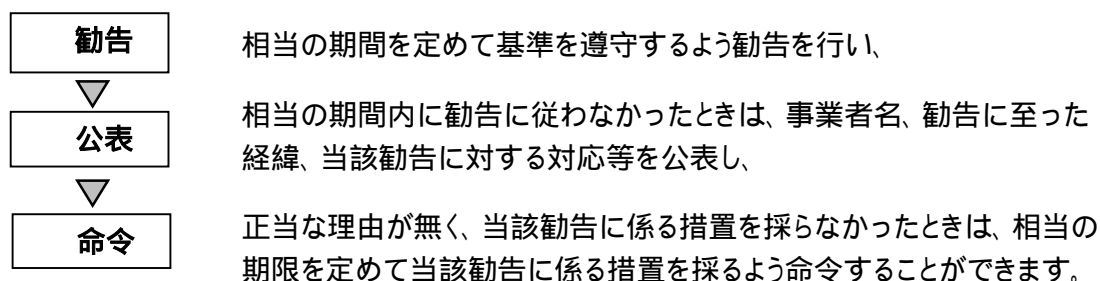 勧告
相当の期間を定めて基準を遵守するよう勧告を行い、
公表
相当の期間内に勧告に従わなかったときは、事業者名、勧告に至った
経緯、当該勧告に対する対応等を公表し、
命令
正当な理由が無く、当該勧告に係る措置を採らなかったときは、相当の
期限を定めて当該勧告に係る措置を採るよう命令することができます。